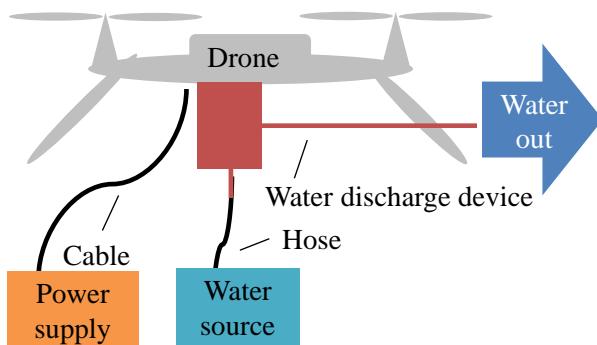 Drone
Water
out
Water discharge device
Hose
Cable
Power
supply
Water
source